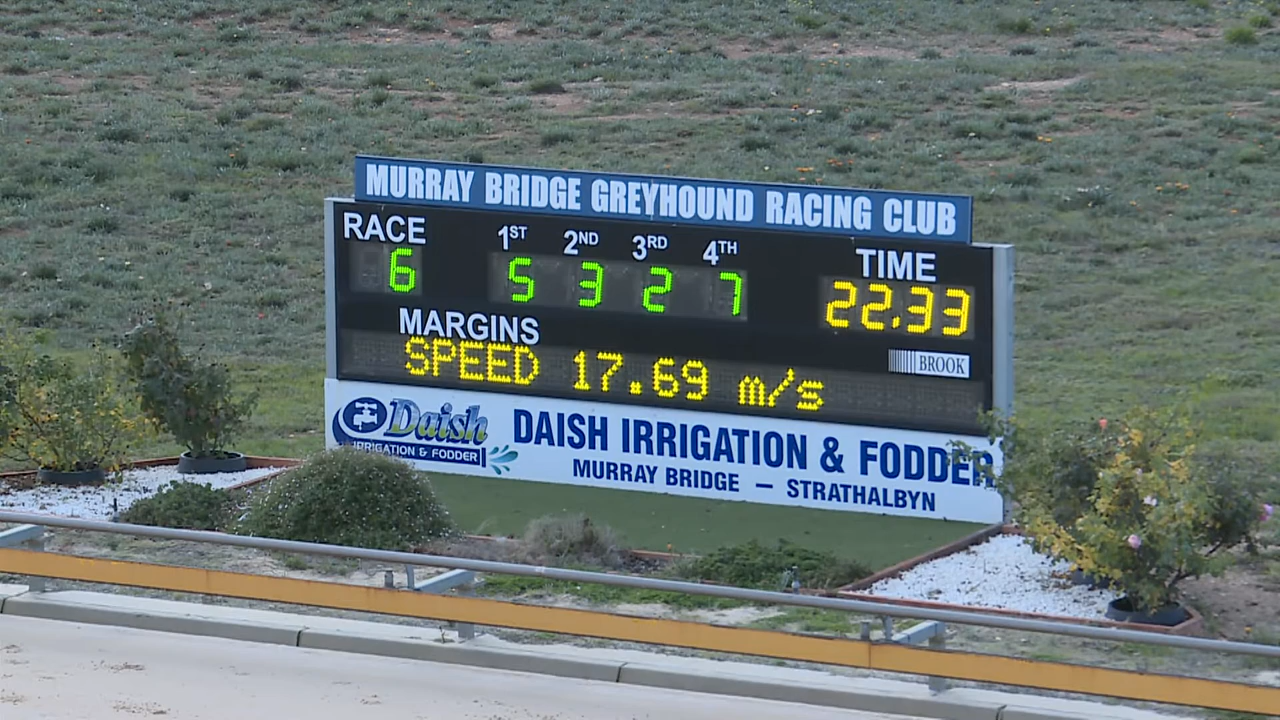 MURRAY BRIDGE GREYHOUND RACING CLUB
RACE 1ST 2ND 3RD 4TH TIME
6 5 3 2 7 22.33
MARGINS
BROOK
SPEED 17.69 m/s
Daish
IRRIGATION & FODDER
DAISH IRRIGATION & FODDER
MURRAY BRIDGE – STRATHALBYN